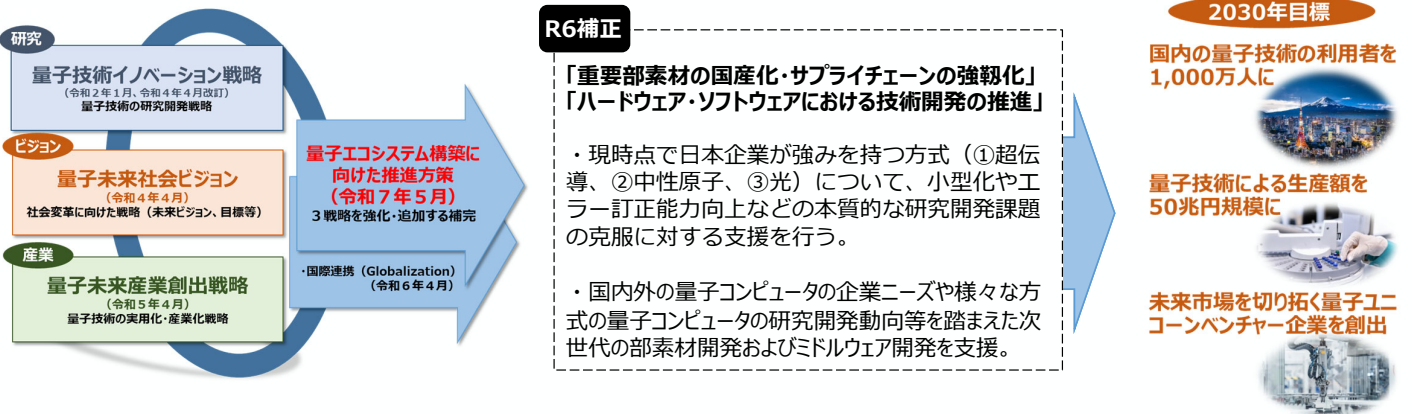 研究
量子技術イノベーション戦略
（令和２年１月、令和４年４月改訂）
量子技術の研究開発戦略
ビジョン
量子未来社会ビジョン
（令和４年４月）
社会変革に向けた戦略（未来ビジョン、目標等）
産業
量子未来産業創出戦略
（令和５年４月）
量子技術の実用化・産業化戦略
量子エコシステム構築に
向けた推進方策
（令和７年５月）
３戦略を強化・追加する補完
・国際連携（Globalization）
（令和６年４月）
R6補正
「重要部素材の国産化・サプライチェーンの強靱化」
「ハードウェア・ソフトウェアにおける技術開発の推進」
・現時点で日本企業が強みを持つ方式（①超伝
導、②中性原子、③光）について、小型化やエ
ラー訂正能力向上などの本質的な研究開発課題
の克服に対する支援を行う。
・国内外の量子コンピュータの企業ニーズや様々な方
式の量子コンピュータの研究開発動向等を踏まえた次
世代の部素材開発およびミドルウェア開発を支援。
2030年目標
国内の量子技術の利用者を
1,000万人に
量子技術による生産額を
50兆円規模に
未来市場を切り拓く量子ユニ
コーンベンチャー企業を創出